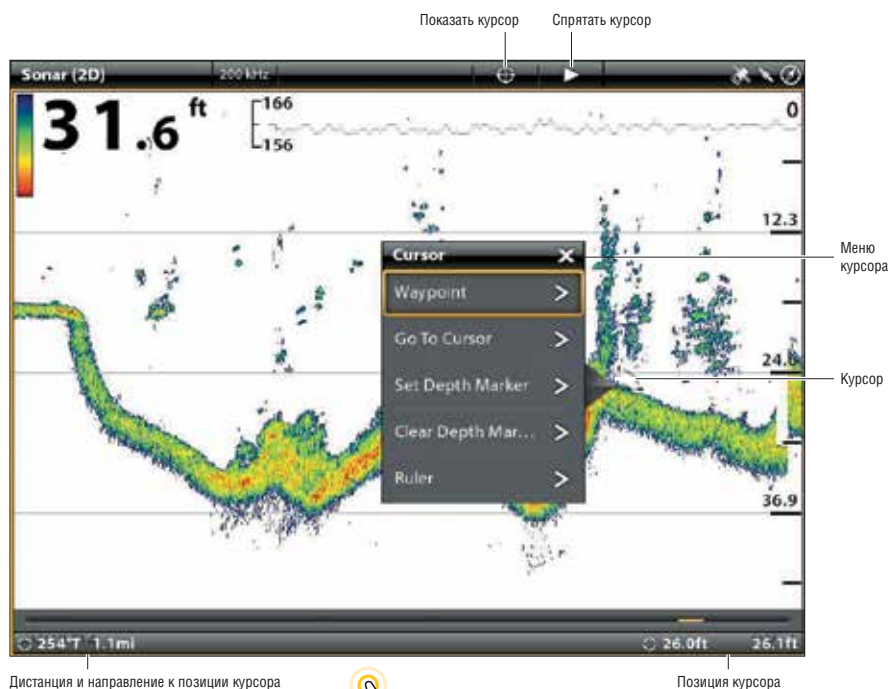 Показать курсор Спрятать курсор
Sonar (2D) 200 kHz
31.6 ft
166
156
0
12.3
Cursor X
Меню
курсора
Waypoint >
Go To Cursor >
24.6
Set Depth Marker >
Курсор
Clear Depth Mar... >
Ruler >
36.9
254°T 1.1mi 26.0ft 26.1ft
Дистанция и направление к позиции курсора Позиция курсора